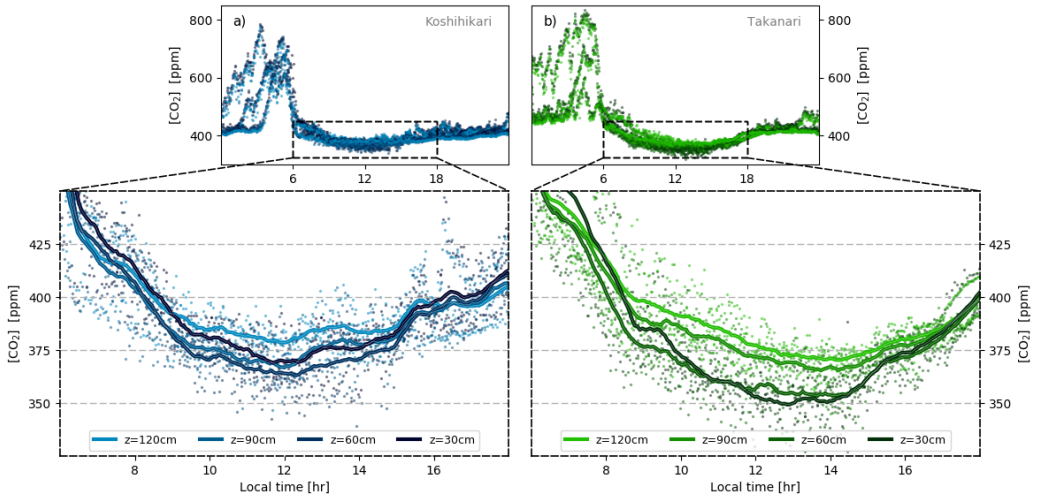 a) Koshihikari
b) Takanari
800
600
400
[CO₂] [ppm]
6 12 18
800
600
400
[CO₂] [ppm]
6 12 18
425
400
375
350
[CO₂] [ppm]
z=120cm z=90cm z=60cm z=30cm
8 10 12 14 16
Local time [hr]
425
400
375
350
[CO₂] [ppm]
z=120cm z=90cm z=60cm z=30cm
8 10 12 14 16
Local time [hr]